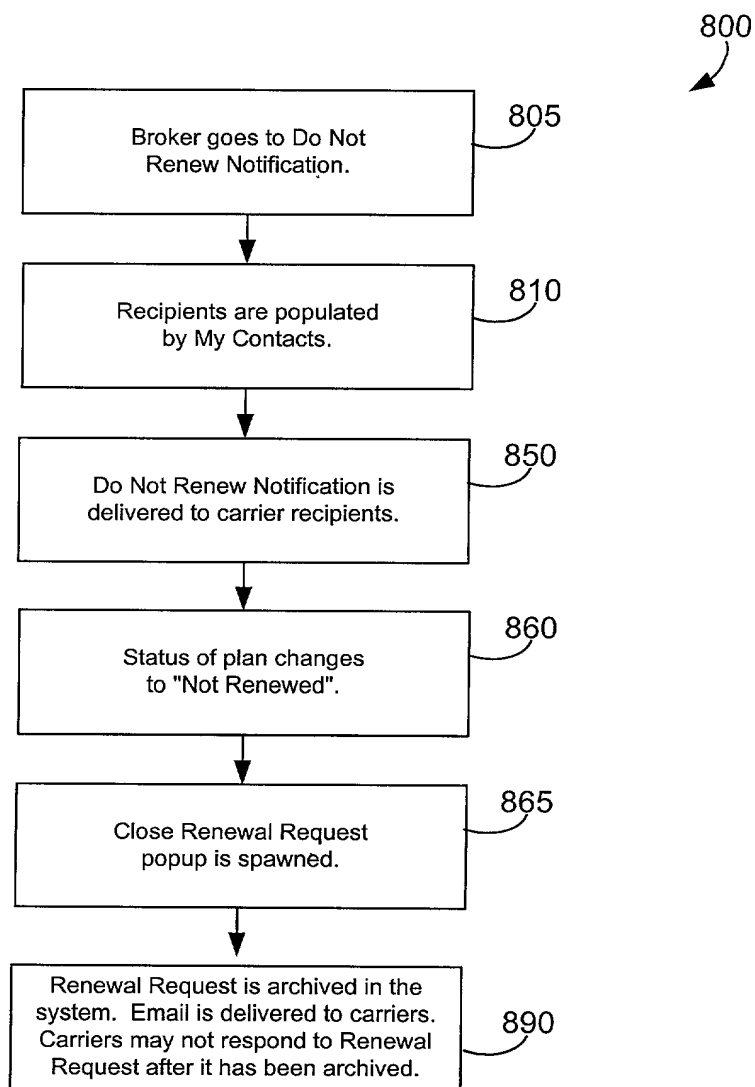 800
805
Broker goes to Do Not
Renew Notification.
810
Recipients are populated
by My Contacts.
850
Do Not Renew Notification is
delivered to carrier recipients.
860
Status of plan changes
to "Not Renewed".
865
Close Renewal Request
popup is spawned.
890
Renewal Request is archived in the
system. Email is delivered to carriers.
Carriers may not respond to Renewal
Request after it has been archived.